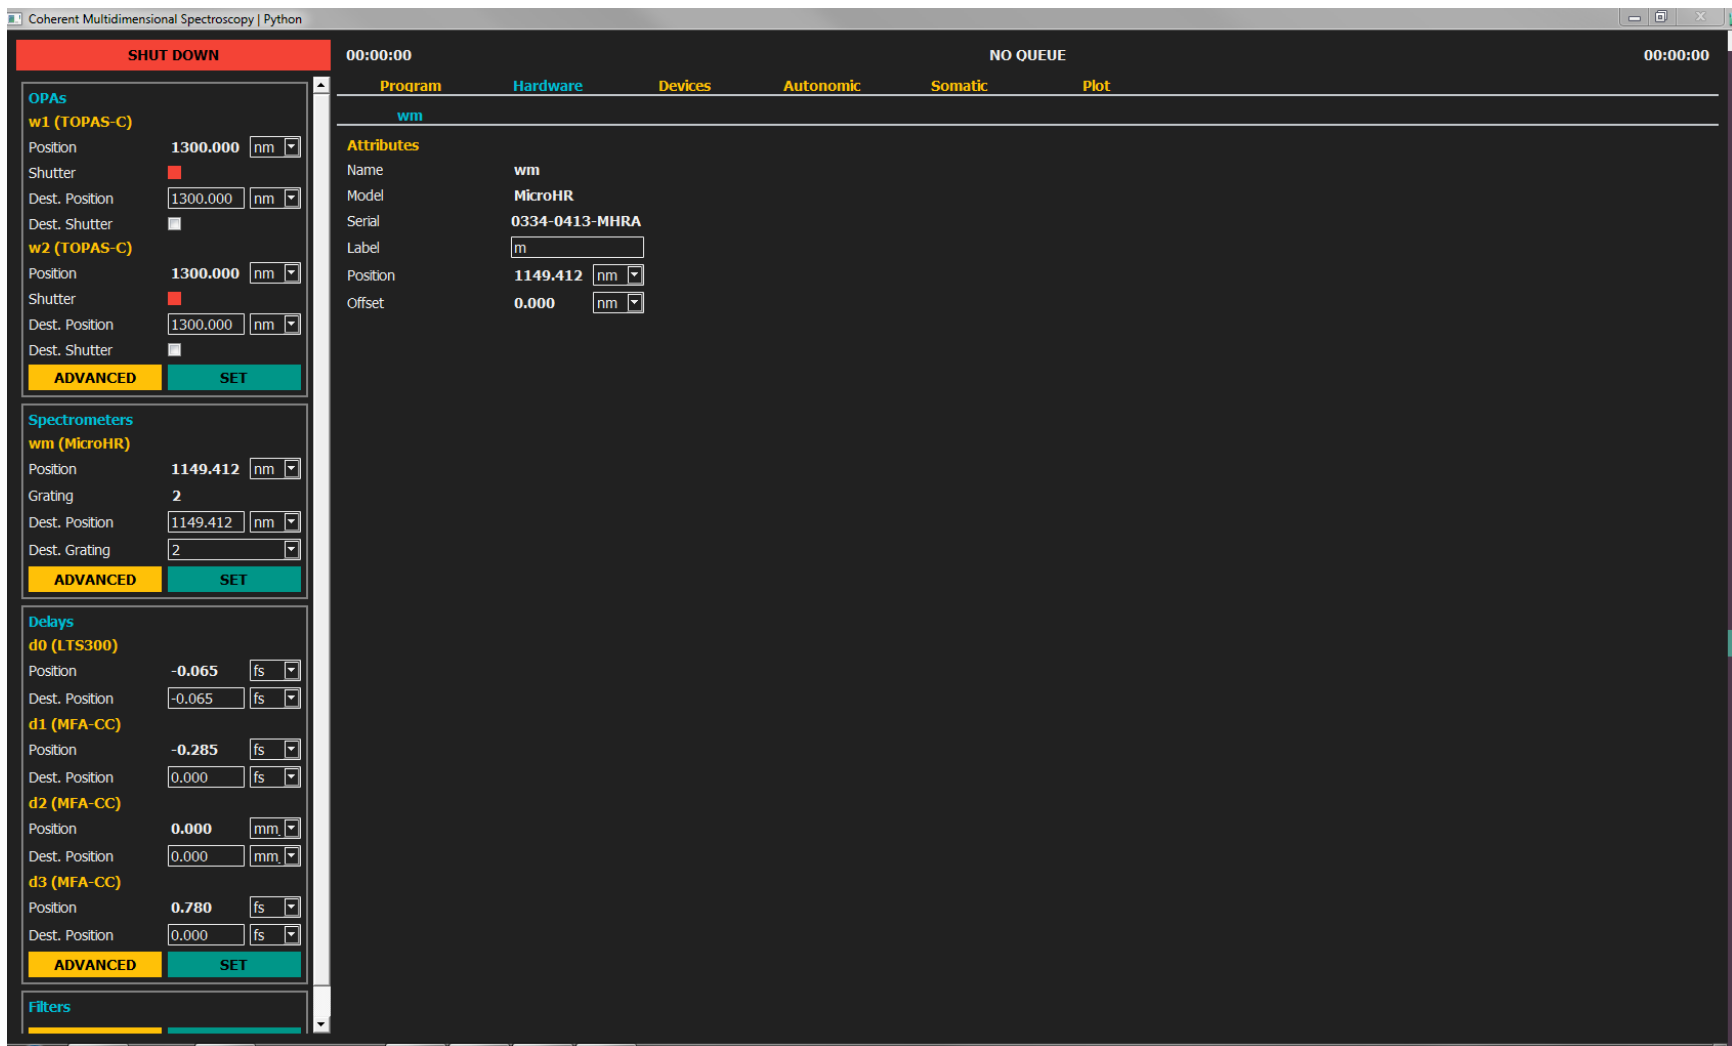 Coherent Multidimensional Spectroscopy | Python
SHUT DOWN
00:00:00 NO QUEUE 00:00:00
Program Hardware Devices Autonomic Somatic Plot
wm
OPAs
w1 (TOPAS-C)
Position 1300.000 nm
Shutter
Dest. Position 1300.000 nm
Dest. Shutter
w2 (TOPAS-C)
Position 1300.000 nm
Shutter
Dest. Position 1300.000 nm
Dest. Shutter
ADVANCED SET
Spectrometers
wm (MicroHR)
Position 1149.412 nm
Grating 2
Dest. Position 1149.412 nm
Dest. Grating 2
ADVANCED SET
Delays
d0 (LTS300)
Position -0.065 fs
Dest. Position -0.065 fs
d1 (MFA-CC)
Position -0.285 fs
Dest. Position 0.000 fs
d2 (MFA-CC)
Position 0.000 mm_
Dest. Position 0.000 mm_
d3 (MFA-CC)
Position 0.780 fs
Dest. Position 0.000 fs
ADVANCED SET
Filters
Attributes
Name wm
Model MicroHR
Serial 0334-0413-MHRA
Label m
Position 1149.412 nm
Offset 0.000 nm